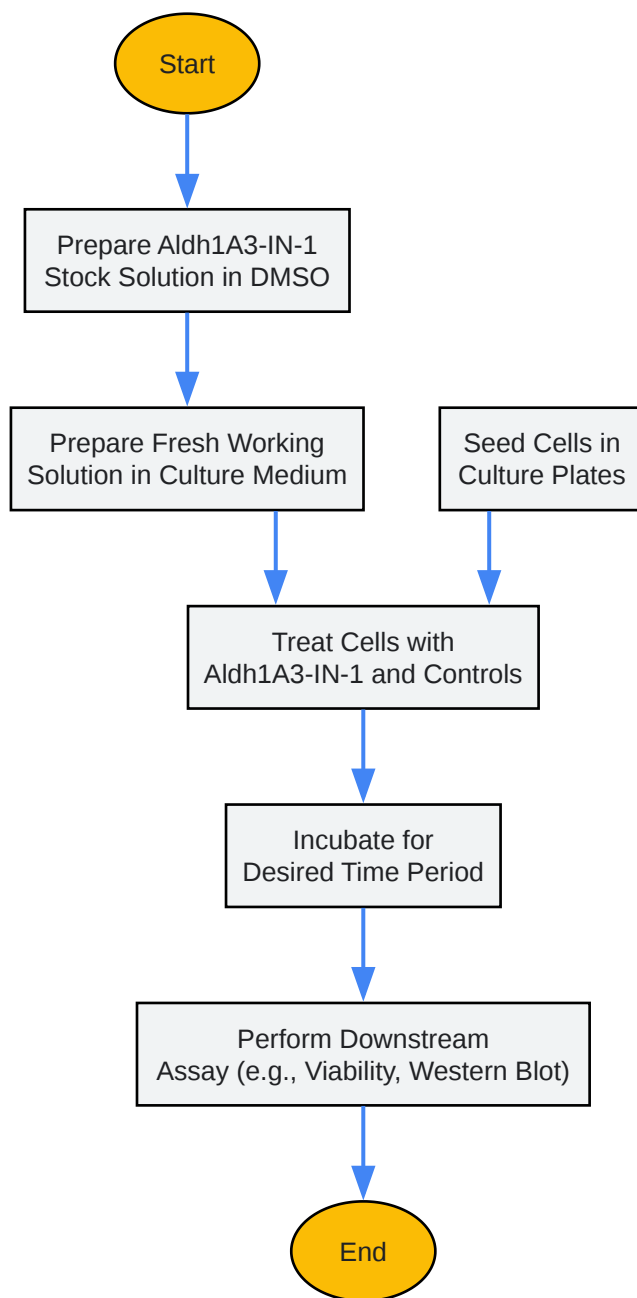 Start
Prepare Aldh1A3-IN-1
Stock Solution in DMSO
Prepare Fresh Working
Solution in Culture Medium
Seed Cells in
Culture Plates
Treat Cells with
Aldh1A3-IN-1 and Controls
Incubate for
Desired Time Period
Perform Downstream
Assay (e.g., Viability, Western Blot)
End